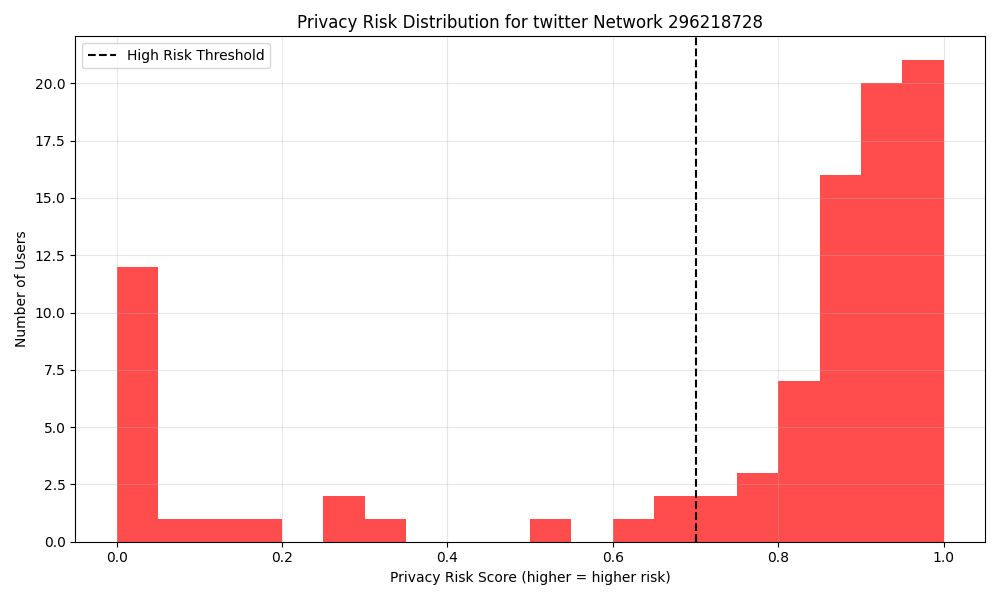 Privacy Risk Distribution for twitter Network 296218728
High Risk Threshold
20.0
17.5
15.0
12.5
10.0
7.5
5.0
2.5
0.0
Number of Users
0.0 0.2 0.4 0.6 0.8 1.0
Privacy Risk Score (higher = higher risk)